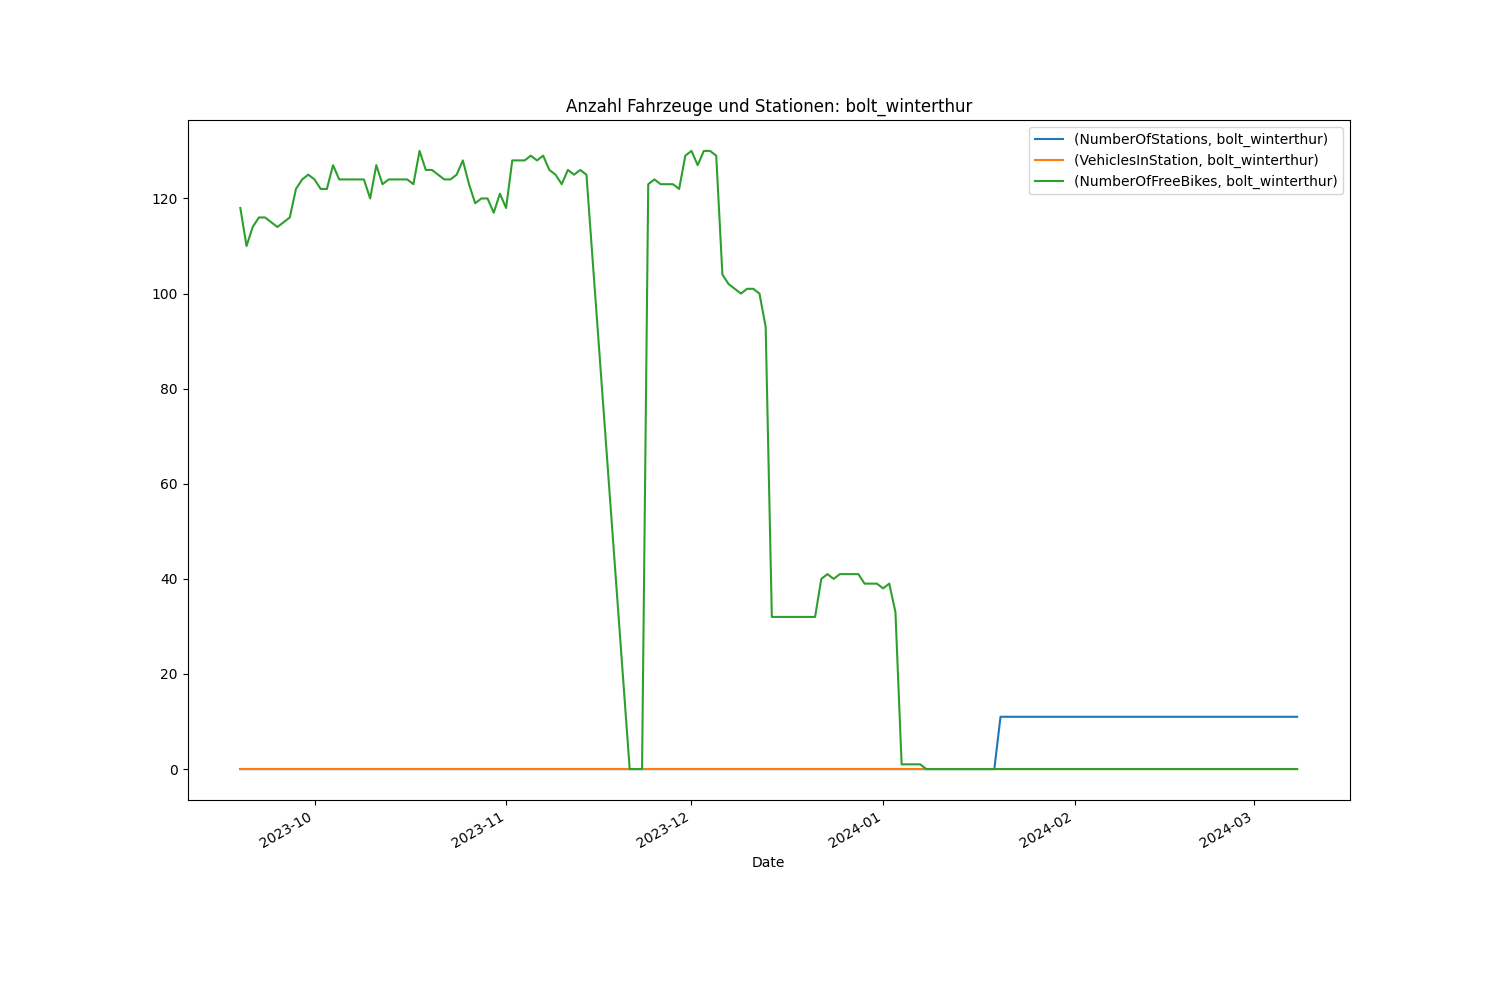 Anzahl Fahrzeuge und Stationen: bolt_winterthur
(NumberOfStations, bolt_winterthur)
(VehiclesInStation, bolt_winterthur)
(NumberOfFreeBikes, bolt_winterthur)
120
100
80
60
40
20
0
2023-10
2023-11
2023-12
2024-01
2024-02
2024-03
Date